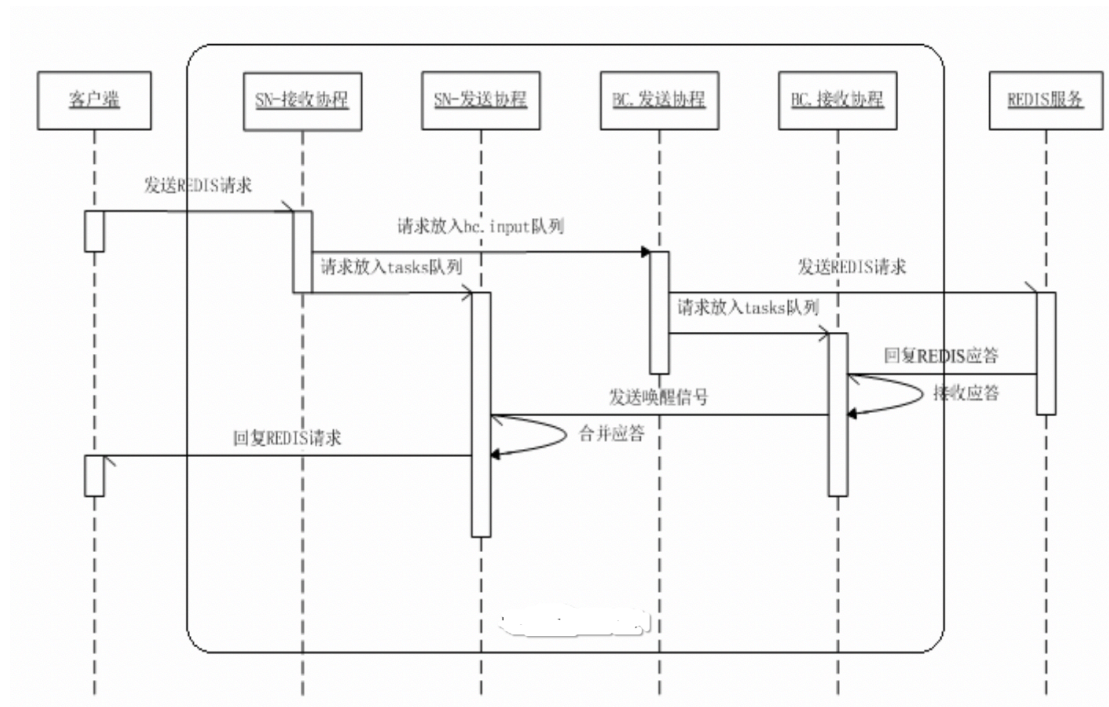 客户端
SN-接收协程
SN-发送协程
BC.发送协程
BC.接收协程
REDIS服务
发送REDIS请求
请求放入bc.input队列
请求放入tasks队列
发送REDIS请求
请求放入tasks队列
回复REDIS应答
接收应答
发送唤醒信号
合并应答
回复REDIS请求